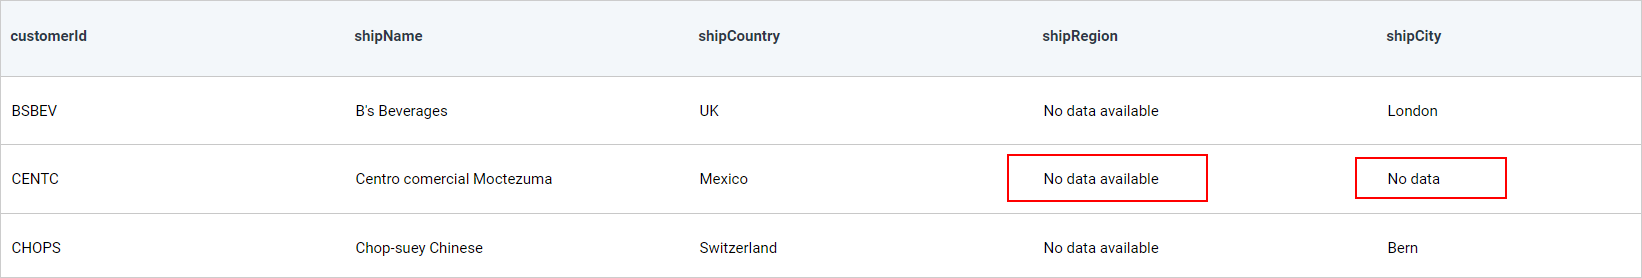 customerId shipName shipCountry shipRegion shipCity
BSBEV B's Beverages UK No data available London
CENTC Centro comercial Moctezuma Mexico No data available No data
CHOPS Chop-suey Chinese Switzerland No data available Bern